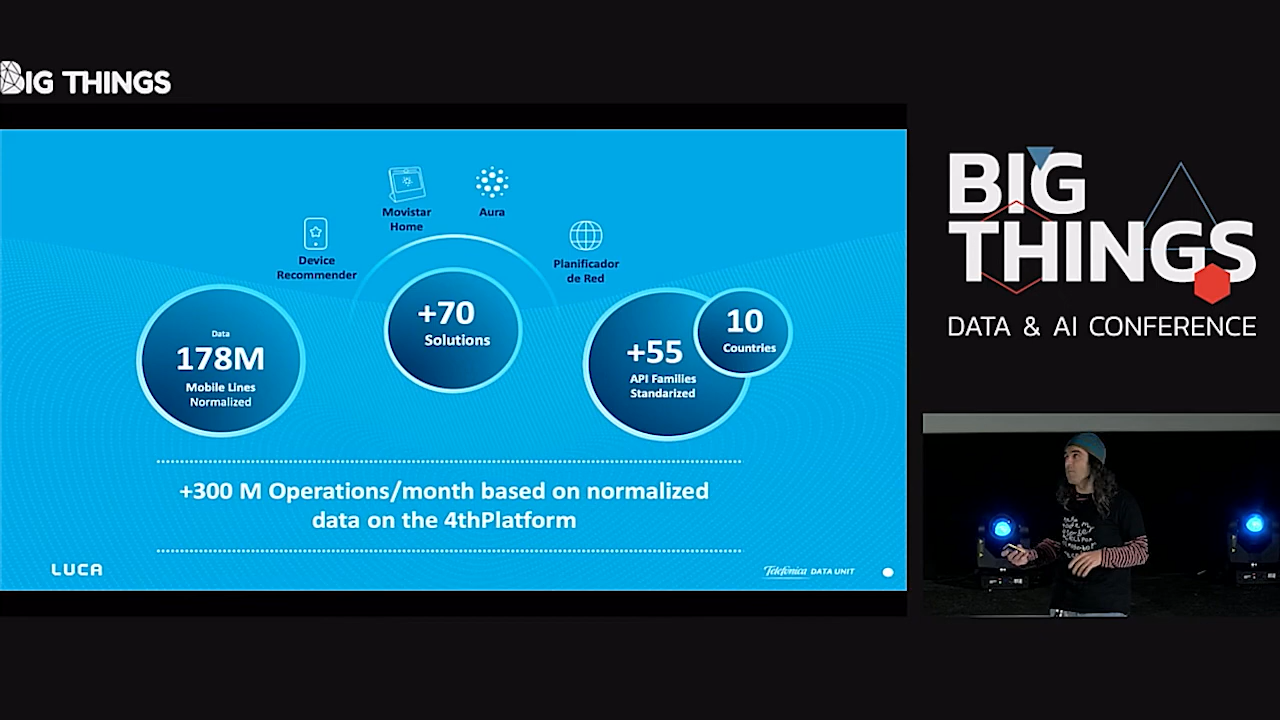 BIG THINGS
Movistar
Home
Aura
Device
Recommender
Planificador
de Red
Data
178M
Mobile Lines
Normalized
+70
Solutions
+55
API Families
Standarized
10
Countries
+300 M Operations/month based on normalized
data on the 4thPlatform
LUCA
Telefónica DATA UNIT
BIG
THINGS
DATA & AI CONFERENCE